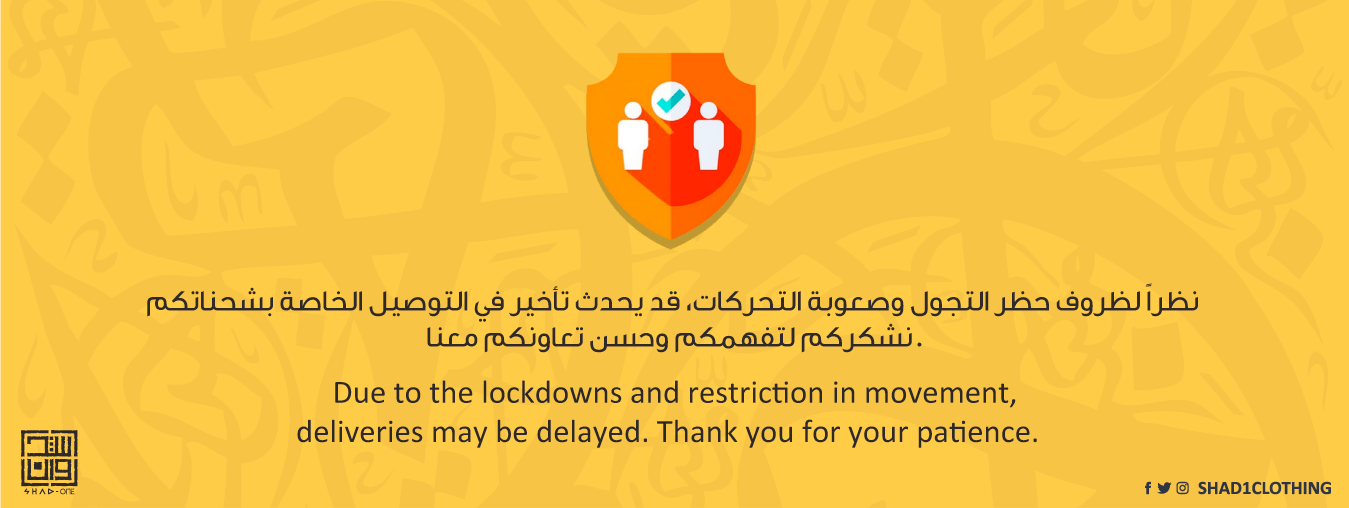 نظراً لظروف حظر التجول وصعوبة التحركات، قد يحدث تأخير في التوصيل الخاصة بشحناتكم
نشكركم لتفهمكم وحسن تعاونكم معنا.
Due to the lockdowns and restriction in movement,
deliveries may be delayed. Thank you for your patience.
شد
وان
SHAD-ONE
SHAD1CLOTHING